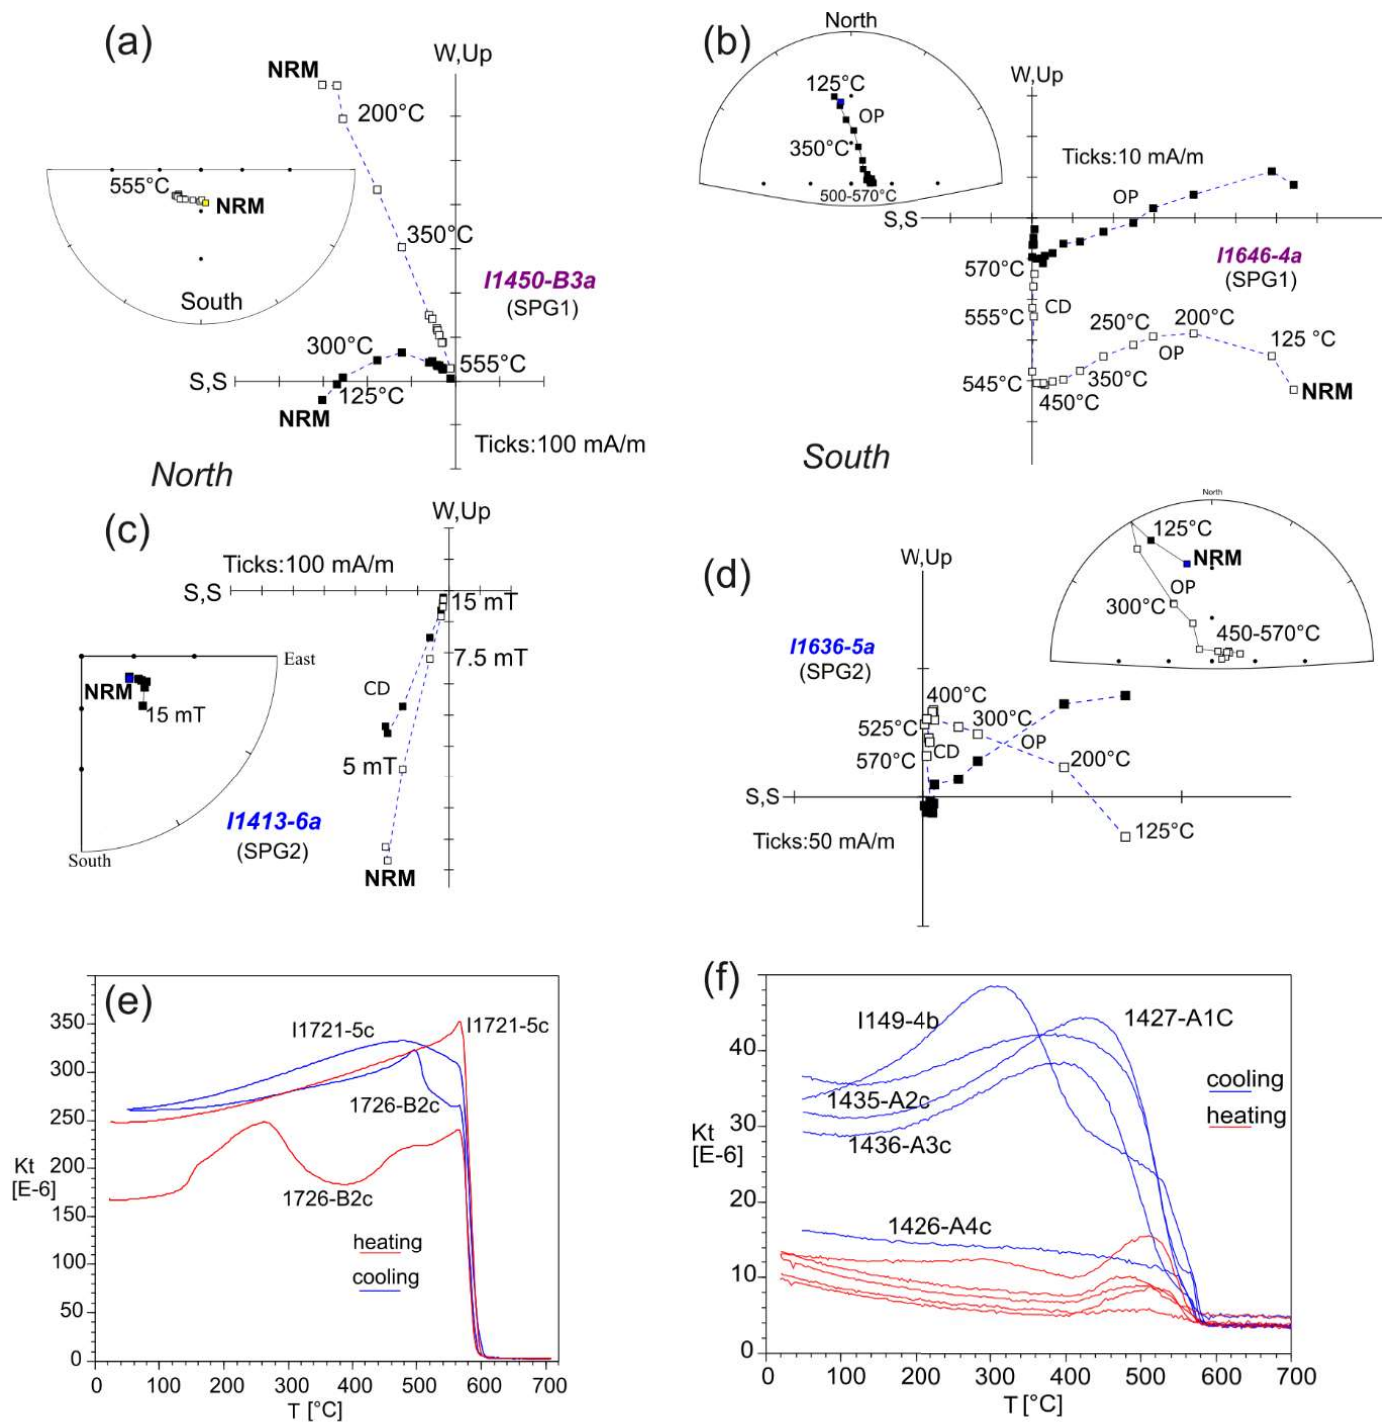 (a)
W,Up
NRM
200°C
350°C
555°C
NRM
South
I1450-B3a
(SPG1)
300°C
555°C
S,S
125°C
NRM
Ticks:100 mA/m
North
(b)
North
125°C
OP
350°C
500-570°C
W,Up
Ticks:10 mA/m
OP
S,S
I1646-4a
(SPG1)
570°C
555°C
CD
250°C
200°C
125 °C
OP
545°C
350°C
450°C
NRM
South
(c)
W,Up
Ticks:100 mA/m
S,S
15 mT
7.5 mT
East
CD
NRM
15 mT
5 mT
I1413-6a
(SPG2)
South
NRM
(d)
W,Up
North
125°C
NRM
OP
300°C
450-570°C
I1636-5a
(SPG2)
400°C
300°C
525°C
OP
CD
570°C
200°C
S,S
Ticks:50 mA/m
125°C
(e)
I1721-5c
I1721-5c
1726-B2c
1726-B2c
heating
cooling
Kt
[E-6]
350
300
250
200
150
100
50
0
0 100 200 300 400 500 600 700
T [°C]
(f)
I149-4b
1427-A1C
1435-A2c
1436-A3c
1426-A4c
cooling
heating
Kt
[E-6]
40
30
20
10
0
0 100 200 300 400 500 600 700
T [°C]